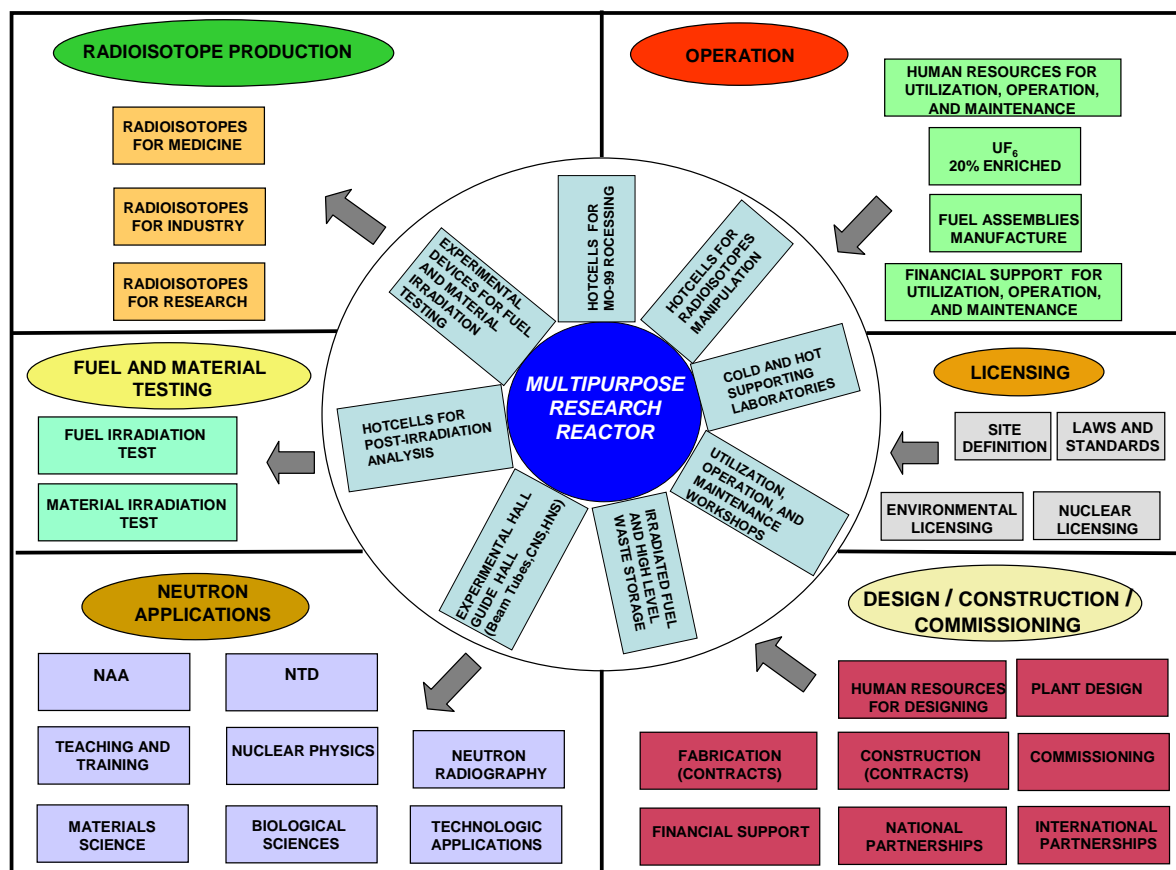 RADIOISOTOPE PRODUCTION
RADIOISOTOPES
FOR MEDICINE
RADIOISOTOPES
FOR INDUSTRY
RADIOISOTOPES
FOR RESEARCH
OPERATION
HUMAN RESOURCES FOR
UTILIZATION, OPERATION,
AND MAINTENANCE
UF6
20% ENRICHED
FUEL ASSEMBLIES
MANUFACTURE
FINANCIAL SUPPORT FOR
UTILIZATION, OPERATION,
AND MAINTENANCE
FUEL AND MATERIAL
TESTING
FUEL IRRADIATION
TEST
MATERIAL IRRADIATION
TEST
MULTIPURPOSE
RESEARCH
REACTOR
HOTCELLS FOR
MO-99 ROCESSING
HOTCELLS FOR
RADIOISOTOPES
MANIPULATION
COLD AND HOT
SUPPORTING
LABORATORIES
UTILIZATION,
OPERATION, AND
MAINTENANCE
WORKSHOPS
IRRADIATED FUEL
AND HIGH LEVEL
WASTE STORAGE
EXPERIMENTAL HALL
GUIDE HALL
(Beam Tubes,CNS,HNS)
HOTCELLS FOR
POST-IRRADIATION
ANALYSIS
EXPERIMENTAL
DEVICES FOR FUEL
AND MATERIAL
IRRADIATION
TESTING
LICENSING
SITE
DEFINITION
LAWS AND
STANDARDS
ENVIRONMENTAL
LICENSING
NUCLEAR
LICENSING
NEUTRON
APPLICATIONS
NAA
NTD
TEACHING AND
TRAINING
NUCLEAR PHYSICS
NEUTRON
RADIOGRAPHY
MATERIALS
SCIENCE
BIOLOGICAL
SCIENCES
TECHNOLOGIC
APPLICATIONS
DESIGN / CONSTRUCTION /
COMMISSIONING
HUMAN RESOURCES
FOR DESIGNING
PLANT DESIGN
FABRICATION
(CONTRACTS)
CONSTRUCTION
(CONTRACTS)
COMMISSIONING
FINANCIAL SUPPORT
NATIONAL
PARTNERSHIPS
INTERNATIONAL
PARTNERSHIPS